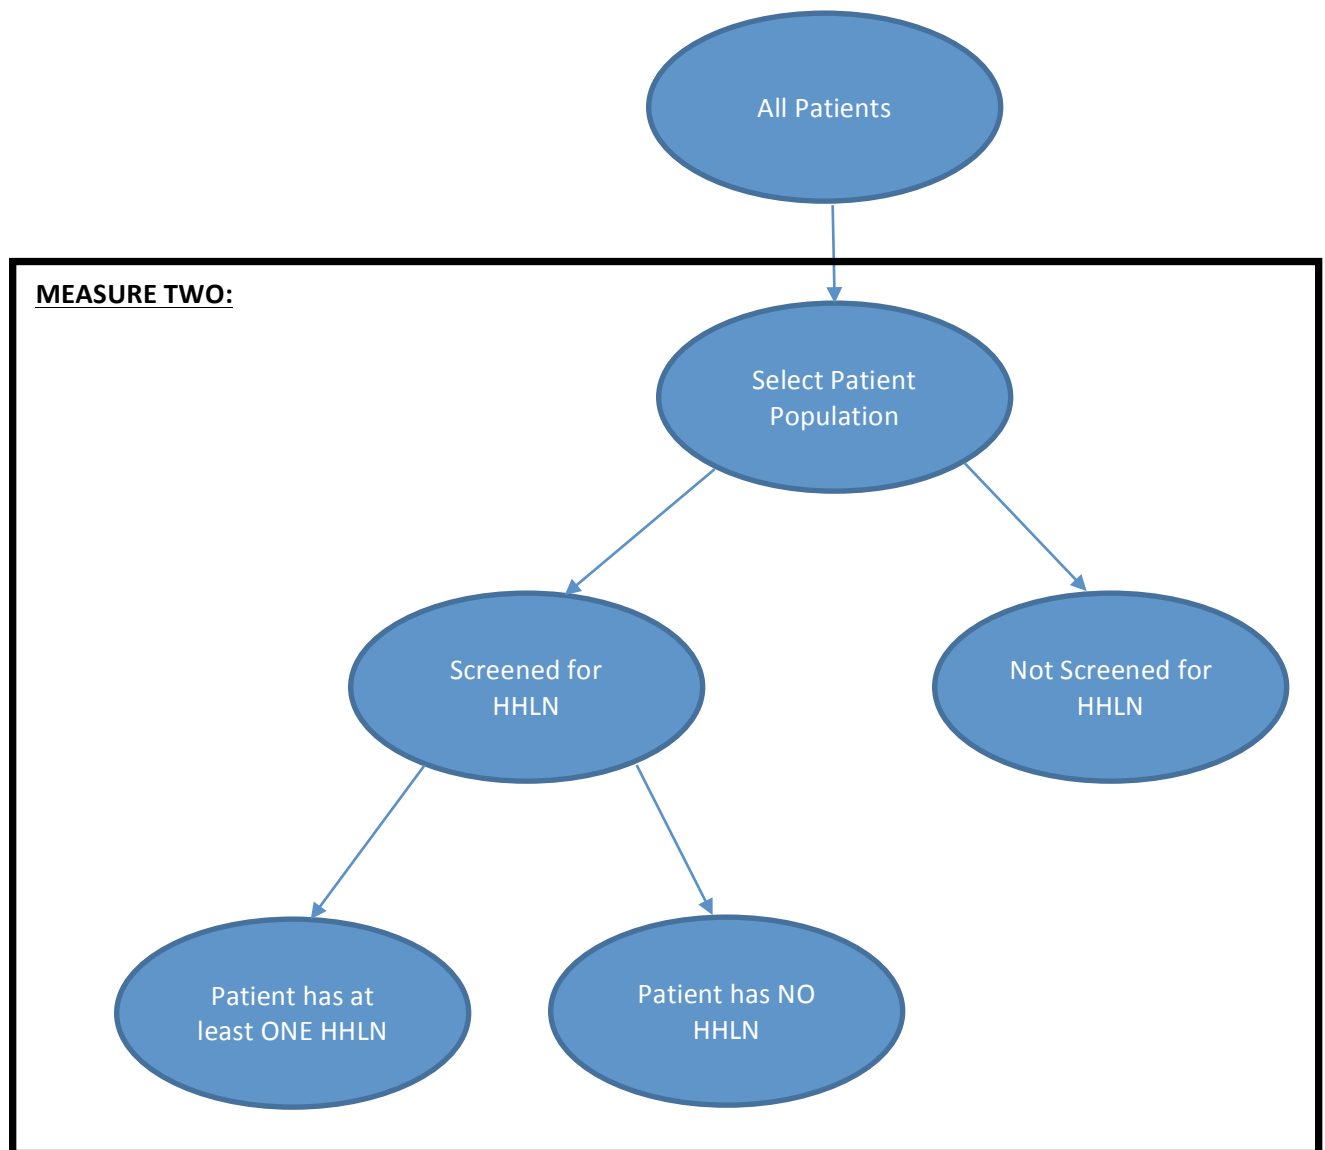 All Patients
MEASURE TWO:
Select Patient
Population
Screened for
HHLN
Not Screened for
HHLN
Patient has at
least ONE HHLN
Patient has NO
HHLN